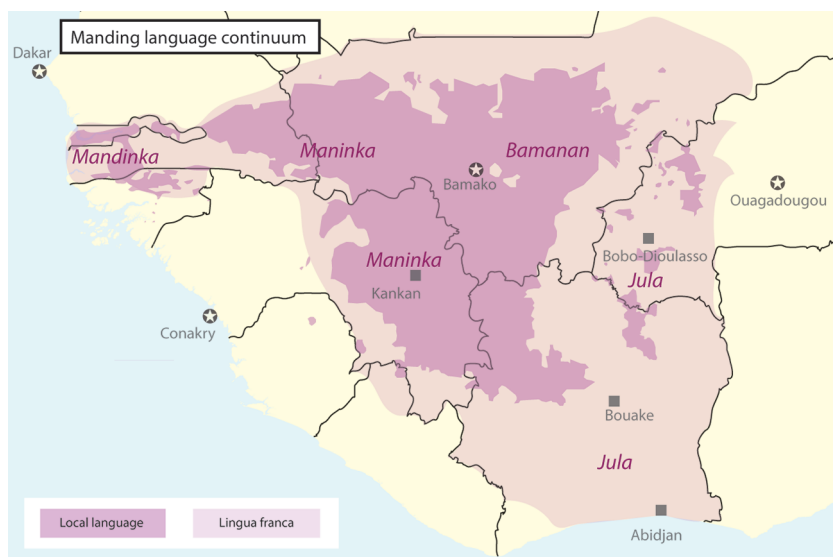 Manding language continuum
Dakar
Mandinka
Maninka
Bamanan
Bamako
Ouagadougou
Maninka
Bobo-Dioulasso
Kankan
Jula
Conakry
Bouake
Jula
Local language
Lingua franca
Abidjan